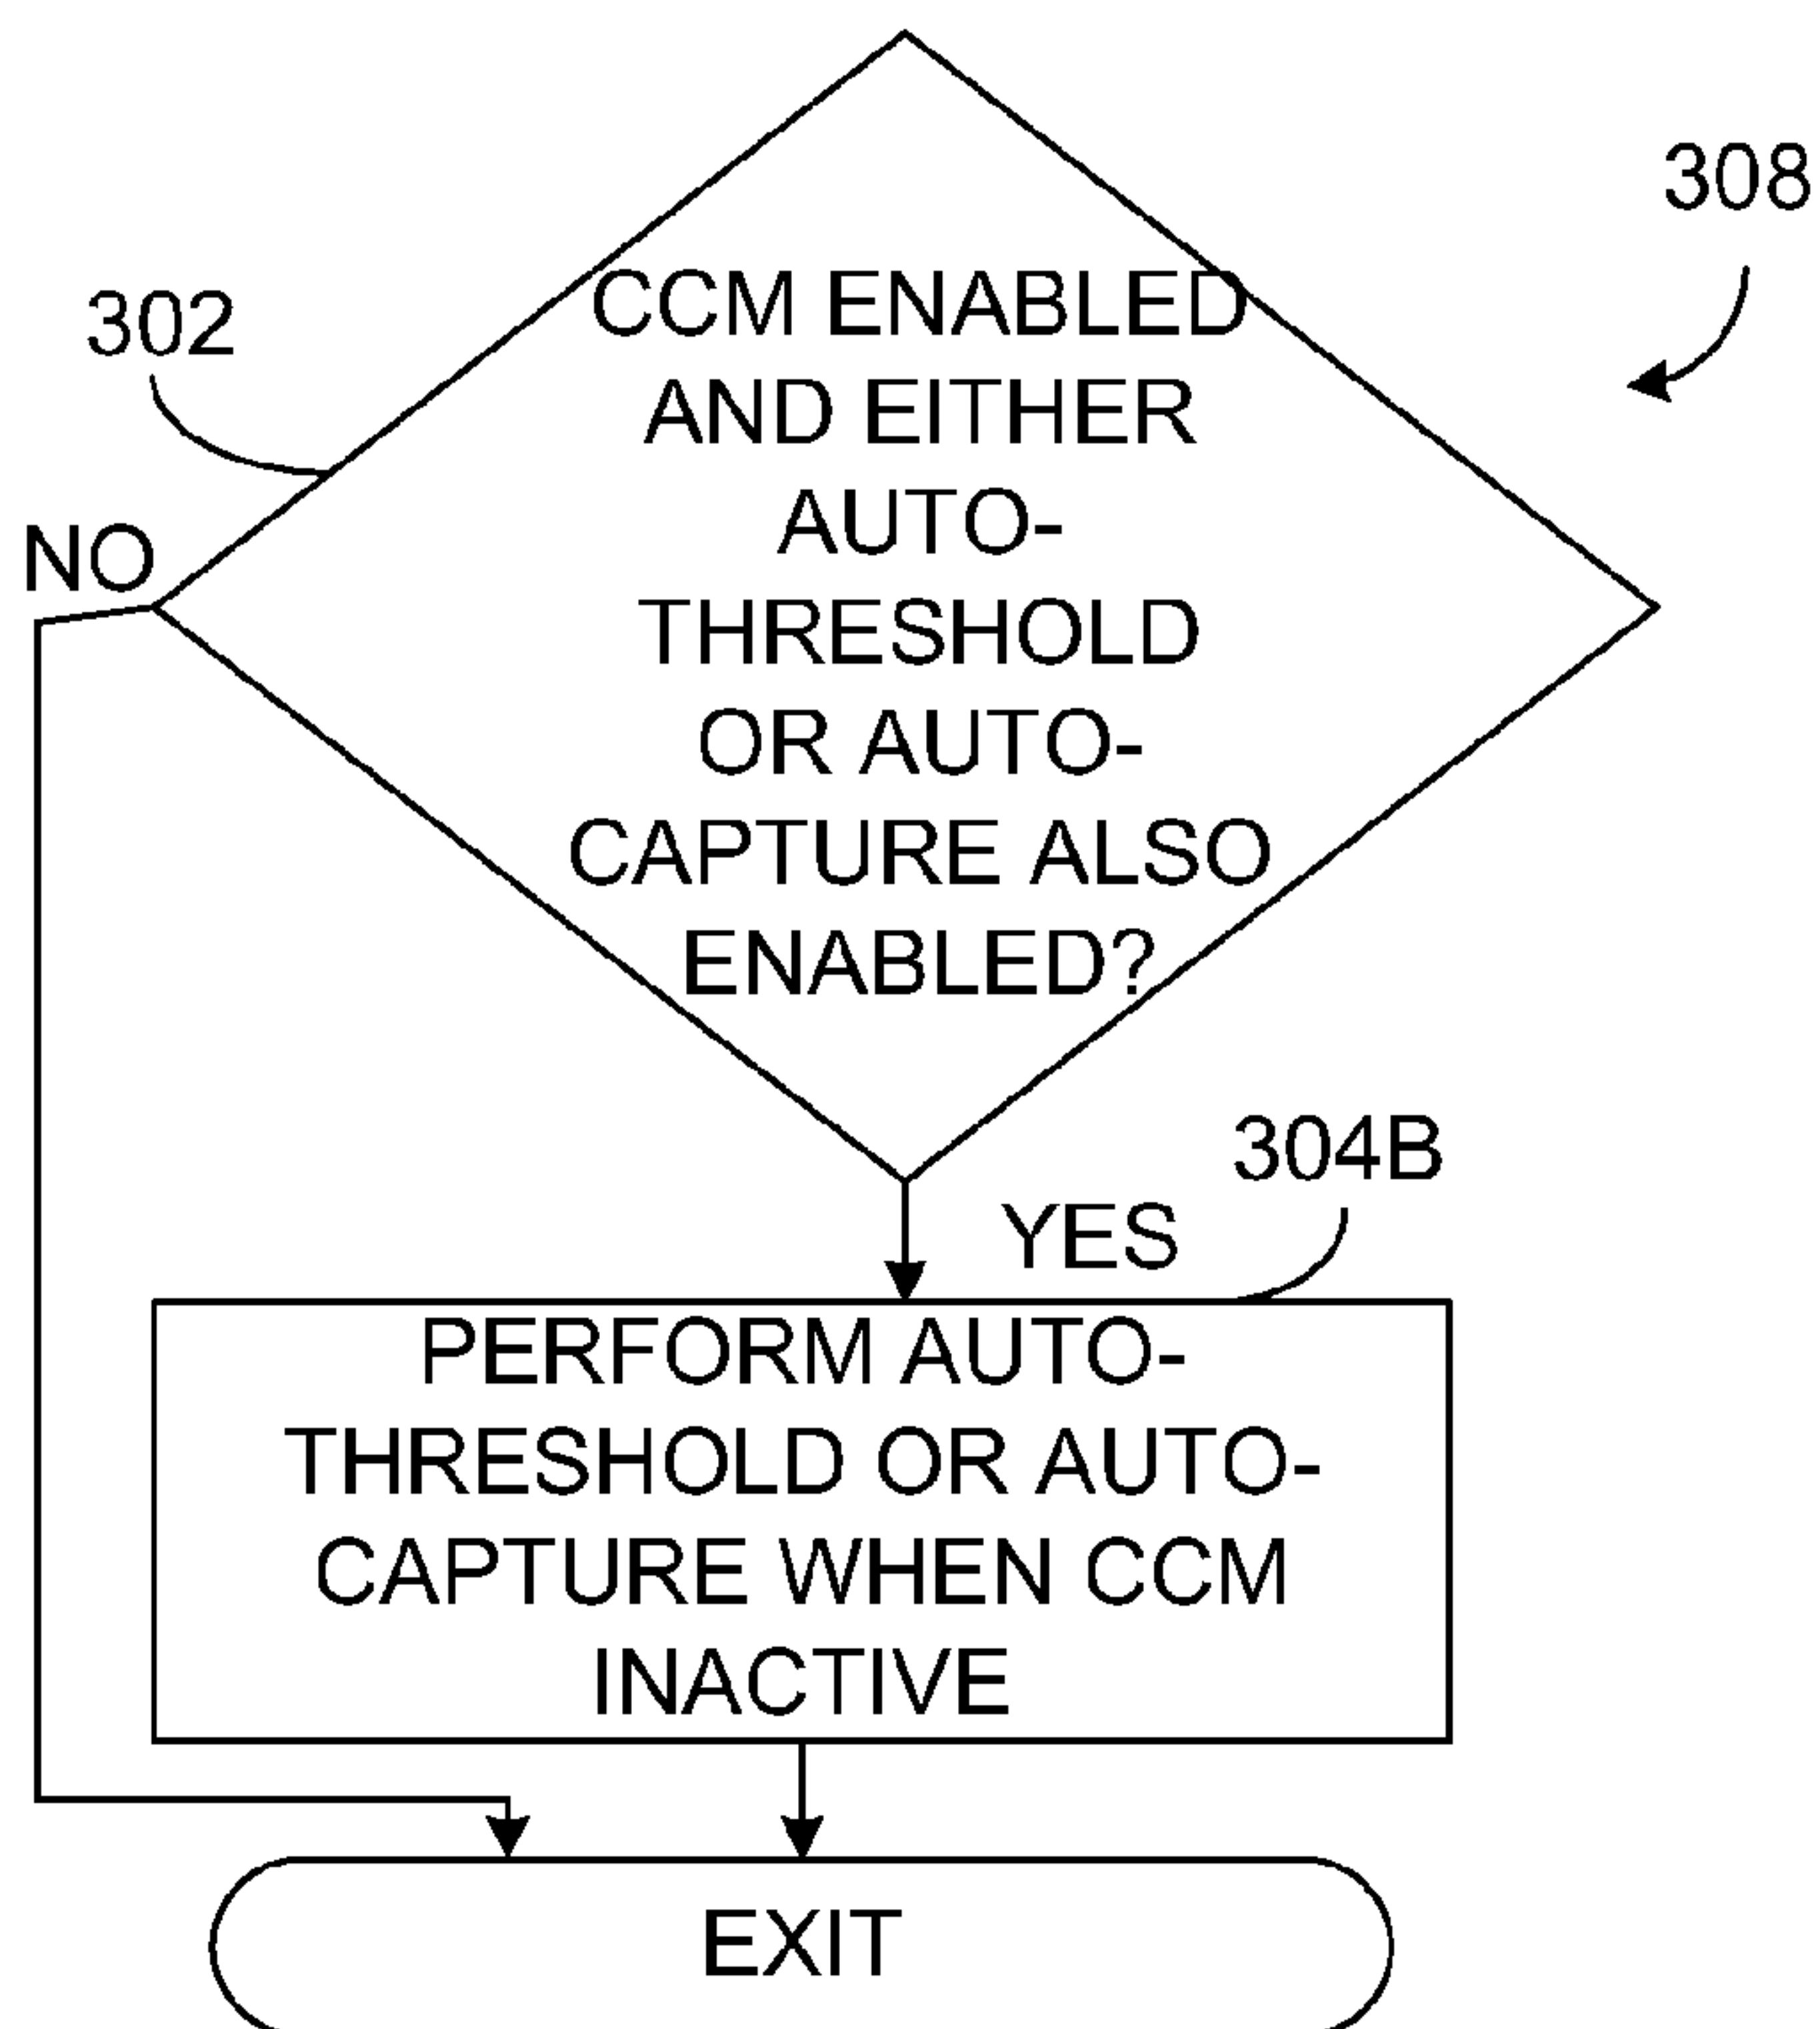 308
302
CCM ENABLED
AND EITHER
AUTO-
THRESHOLD
OR AUTO-
CAPTURE ALSO
ENABLED?
NO
304B
YES
PERFORM AUTO-
THRESHOLD OR AUTO-
CAPTURE WHEN CCM
INACTIVE
EXIT